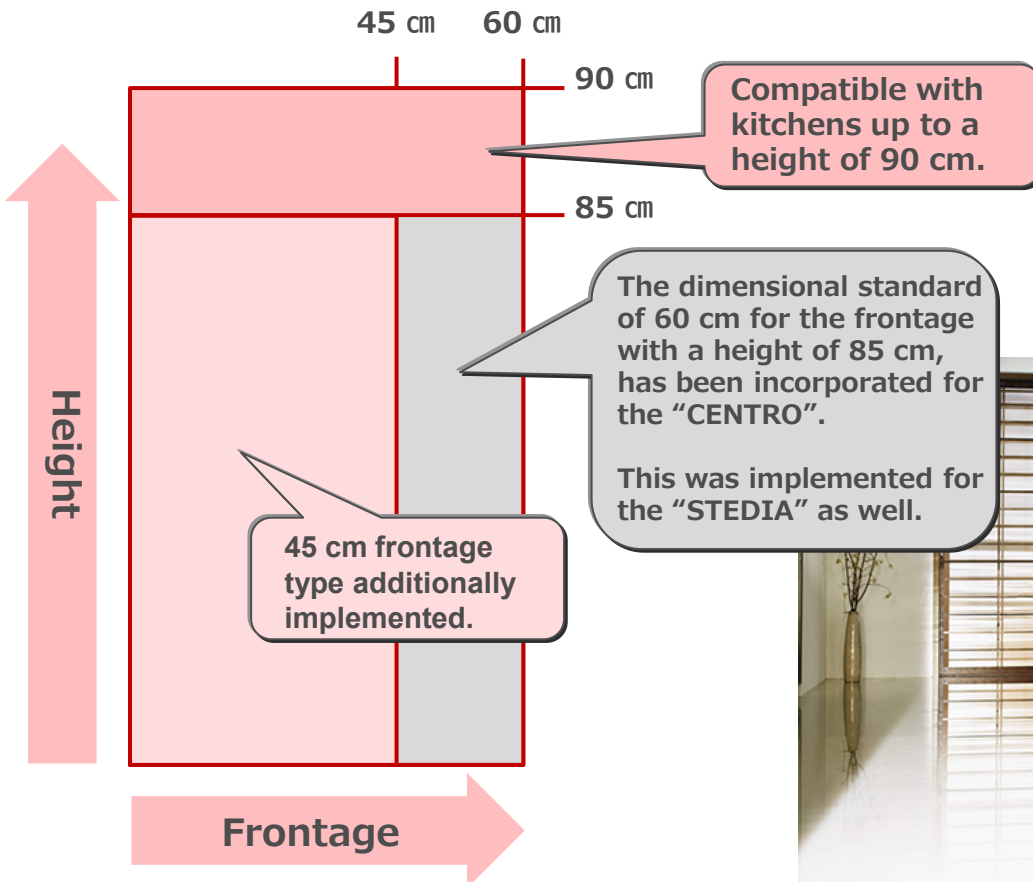 45 ㎝
60 ㎝
90 ㎝
Compatible with
kitchens up to a
height of 90 cm.
85 ㎝
The dimensional standard
of 60 cm for the frontage
with a height of 85 cm,
has been incorporated for
the “CENTRO”.
This was implemented for
the “STEDIA” as well.
Height
45 cm frontage
type additionally
implemented.
Frontage